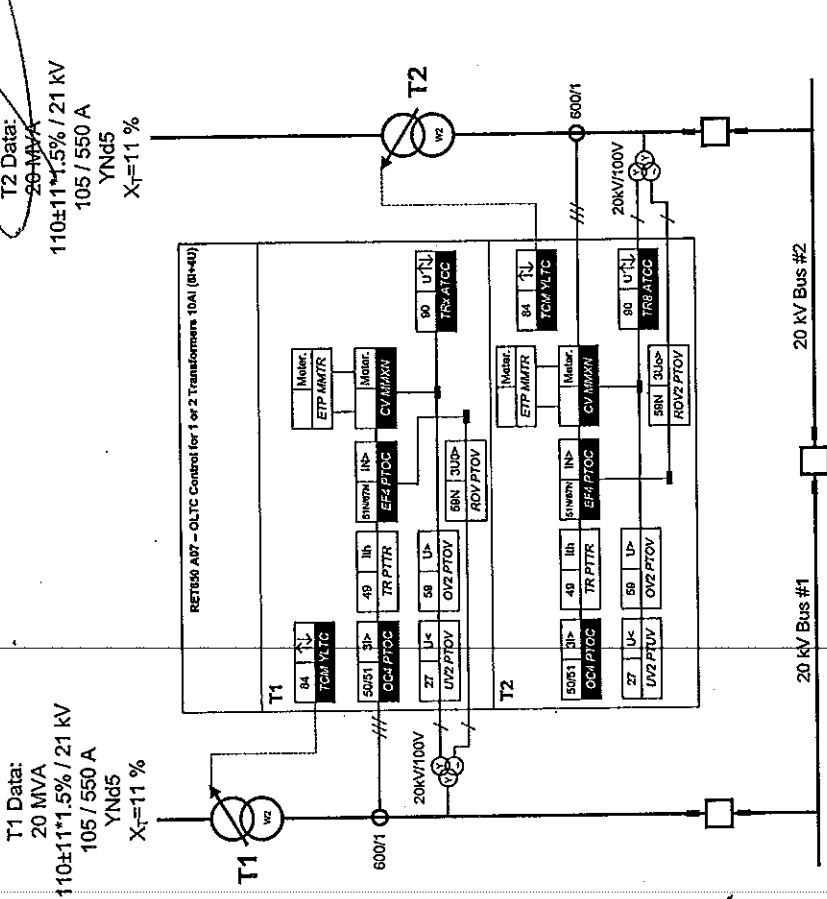 T1 Data:
20 MVA
110±11*1.5% / 21 kV
105 / 550 A
YNd5
XT=11 %
T2 Data:
20 MVA
110±11*1.5% / 21 kV
105 / 550 A
YNd5
XT=11 %
T1
W2
600/1
20kV/100V
T2
W2
600/1
20kV/100V
RET650 A07 – OLTC Control for 1 or 2 Transformers 10AI (6I+4U)
T1
84
TCM YLTC
50/51 3I>
OC4 PTOC
49 Ith
TR PTTR
51N/67N IN>
EF4 PTOC
Meter.
CV MMXN
Meter.
ETP MMTR
27 U<
UV2 PTOV
59 U>
OV2 PTOV
59N 3U0>
ROV PTOV
90 U↑↓
TRx ATCC
T2
84 ↑↓
TCM YLTC
50/51 3I>
OC4 PTOC
49 Ith
TR PTTR
51N/67N IN>
EF4 PTOC
Meter.
CV MMXN
Meter.
ETP MMTR
27 U<
UV2 PTUV
59 U>
OV2 PTOV
59N 3Uo>
ROV2 PTOV
90 U↑↓
TR8 ATCC
20 kV Bus #1
20 kV Bus #2